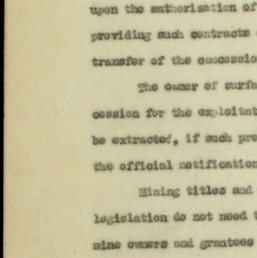 upon the authorisation of
providing such contracts
transfer of the concessio
The owner of surfa
cession for the exploitat
be extracted, if such pro
the official notification
Mining titles and
legislation do not need t
mine owners and grantees